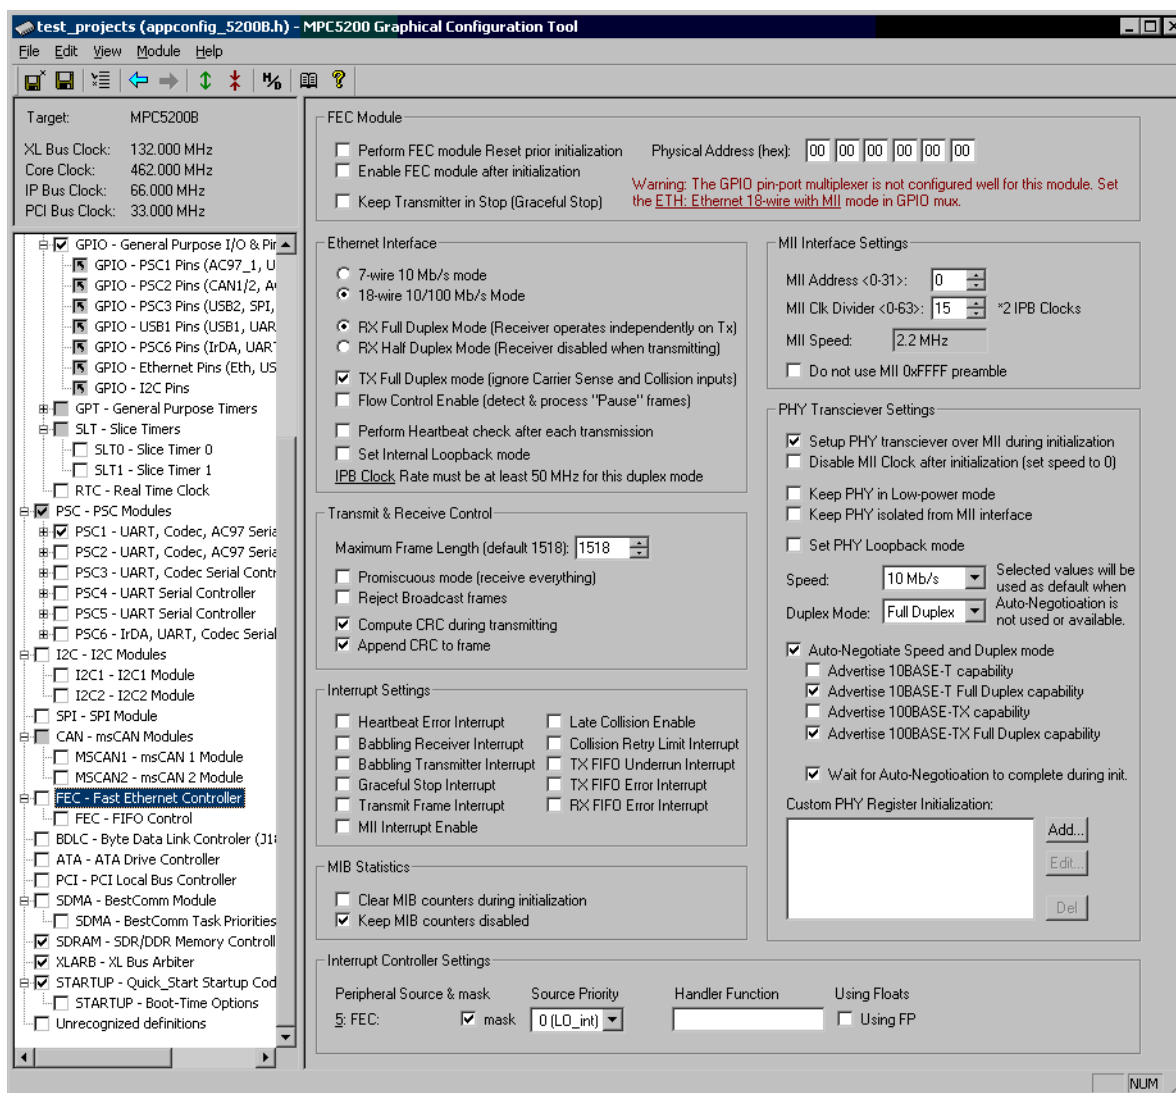 test_projects (appconfig_5200B.h) - MPC5200 Graphical Configuration Tool
File Edit View Module Help
H/D
Target: MPC5200B
XL Bus Clock: 132.000 MHz
Core Clock: 462.000 MHz
IP Bus Clock: 66.000 MHz
PCI Bus Clock: 33.000 MHz
GPIO - General Purpose I/O & Pin
GPIO - PSC1 Pins (AC97_1, U
GPIO - PSC2 Pins (CAN1/2, A
GPIO - PSC3 Pins (USB2, SPI,
GPIO - USB1 Pins (USB1, UAR
GPIO - PSC6 Pins (IrDA, UART
GPIO - Ethernet Pins (Eth, US
GPIO - I2C Pins
GPT - General Purpose Timers
SLT - Slice Timers
SLT0 - Slice Timer 0
SLT1 - Slice Timer 1
RTC - Real Time Clock
PSC - PSC Modules
PSC1 - UART, Codec, AC97 Seria
PSC2 - UART, Codec, AC97 Seria
PSC3 - UART, Codec Serial Contr
PSC4 - UART Serial Controller
PSC5 - UART Serial Controller
PSC6 - IrDA, UART, Codec Serial
I2C - I2C Modules
I2C1 - I2C1 Module
I2C2 - I2C2 Module
SPI - SPI Module
CAN - msCAN Modules
MSCAN1 - msCAN 1 Module
MSCAN2 - msCAN 2 Module
FEC - Fast Ethernet Controller
FEC - FIFO Control
BDLC - Byte Data Link Controler (J18
ATA - ATA Drive Controller
PCI - PCI Local Bus Controller
SDMA - BestComm Module
SDMA - BestComm Task Priorities
SDRAM - SDR/DDR Memory Controll
XLARB - XL Bus Arbiter
STARTUP - Quick_Start Startup Cod
STARTUP - Boot-Time Options
Unrecognized definitions
FEC Module
Perform FEC module Reset prior initialization Physical Address (hex): 00 00 00 00 00 00
Enable FEC module after initialization
Keep Transmitter in Stop (Graceful Stop)
Warning: The GPIO pin-port multiplexer is not configured well for this module. Set
the ETH: Ethernet 18-wire with MII mode in GPIO mux.
Ethernet Interface
7-wire 10 Mb/s mode
18-wire 10/100 Mb/s Mode
RX Full Duplex Mode (Receiver operates independently on Tx)
RX Half Duplex Mode (Receiver disabled when transmitting)
TX Full Duplex mode (ignore Carrier Sense and Collision inputs)
Flow Control Enable (detect & process "Pause" frames)
Perform Heartbeat check after each transmission
Set Internal Loopback mode
IPB Clock Rate must be at least 50 MHz for this duplex mode
Transmit & Receive Control
Maximum Frame Length (default 1518): 1518
Promiscuous mode (receive everything)
Reject Broadcast frames
Compute CRC during transmitting
Append CRC to frame
Interrupt Settings
Heartbeat Error Interrupt Late Collision Enable
Babbling Receiver Interrupt Collision Retry Limit Interrupt
Babbling Transmitter Interrupt TX FIFO Underrun Interrupt
Graceful Stop Interrupt TX FIFO Error Interrupt
Transmit Frame Interrupt RX FIFO Error Interrupt
MII Interrupt Enable
MIB Statistics
Clear MIB counters during initialization
Keep MIB counters disabled
MII Interface Settings
MII Address <0-31>: 0
MII Clk Divider <0-63>: 15 *2 IPB Clocks
MII Speed: 2.2 MHz
Do not use MII 0xFFFF preamble
PHY Transciever Settings
Setup PHY transciever over MII during initialization
Disable MII Clock after initialization (set speed to 0)
Keep PHY in Low-power mode
Keep PHY isolated from MII interface
Set PHY Loopback mode
Speed: 10 Mb/s
Duplex Mode: Full Duplex
Selected values will be
used as default when
Auto-Negotioation is
not used or available.
Auto-Negotiate Speed and Duplex mode
Advertise 10BASE-T capability
Advertise 10BASE-T Full Duplex capability
Advertise 100BASE-TX capability
Advertise 100BASE-TX Full Duplex capability
Wait for Auto-Negotioation to complete during init.
Custom PHY Register Initialization:
Add...
Edit...
Del
Interrupt Controller Settings
Peripheral Source & mask Source Priority Handler Function Using Floats
5: FEC: mask 0 (LO_int) Using FP
NUM